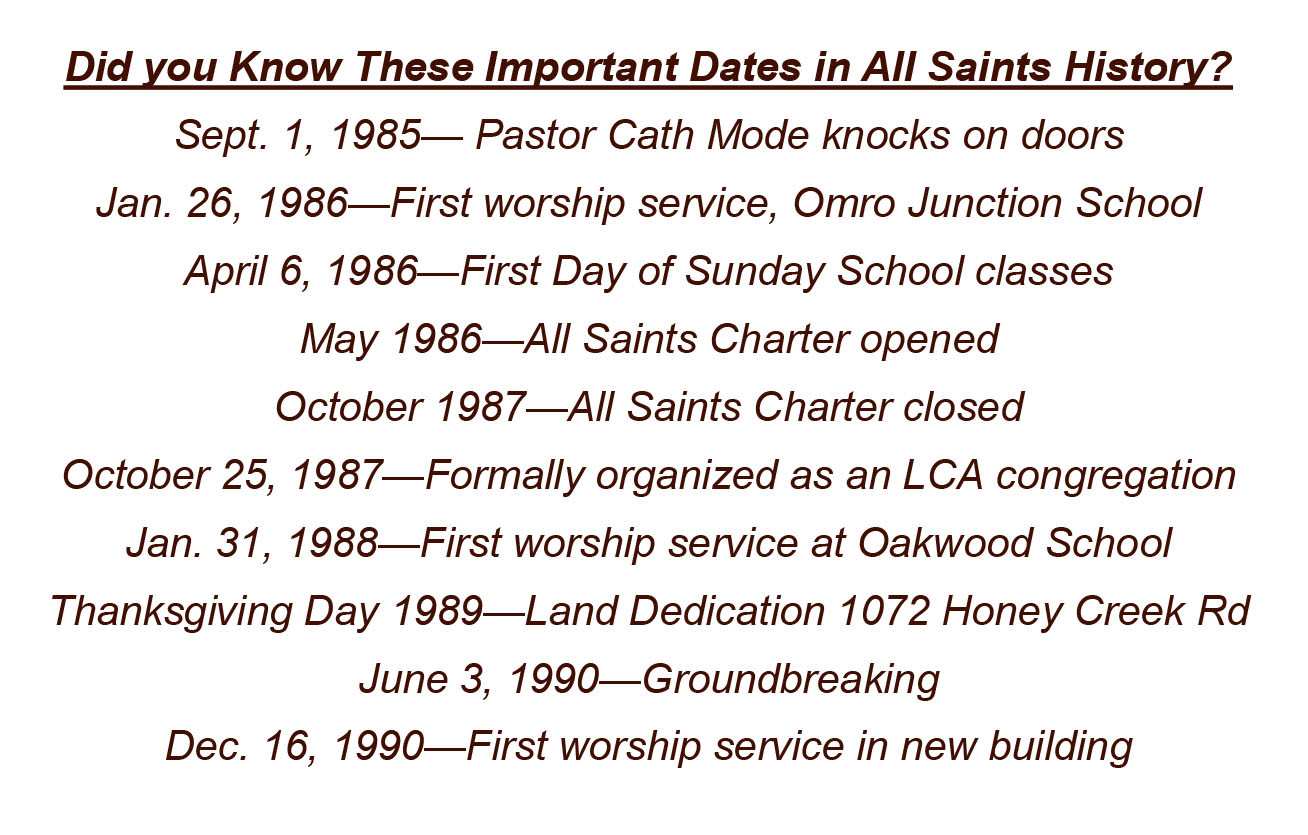 Did you Know These Important Dates in All Saints History?
Sept. 1, 1985— Pastor Cath Mode knocks on doors
Jan. 26, 1986—First worship service, Omro Junction School
April 6, 1986—First Day of Sunday School classes
May 1986—All Saints Charter opened
October 1987—All Saints Charter closed
October 25, 1987—Formally organized as an LCA congregation
Jan. 31, 1988—First worship service at Oakwood School
Thanksgiving Day 1989—Land Dedication 1072 Honey Creek Rd
June 3, 1990—Groundbreaking
Dec. 16, 1990—First worship service in new building